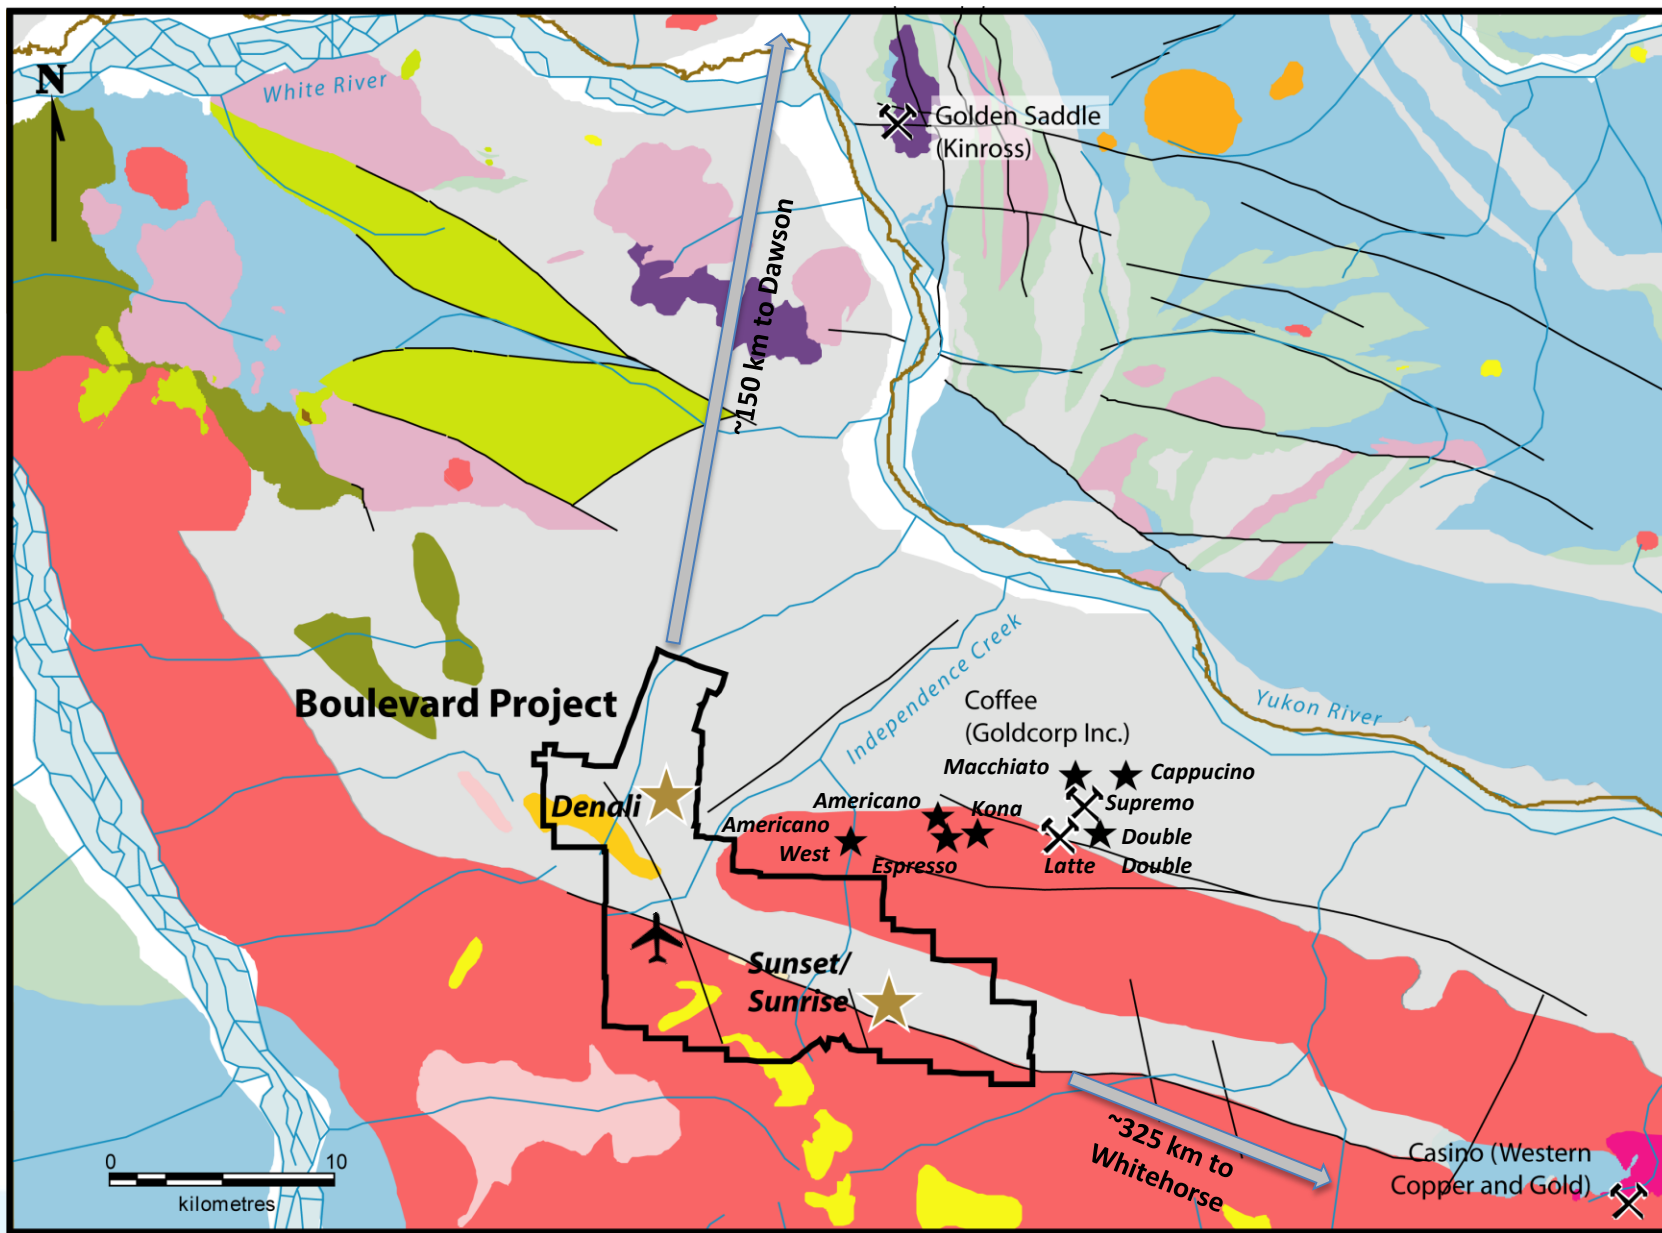 N
White River
Golden Saddle
(Kinross)
~150 km to Dawson
Independence Creek
Yukon River
Boulevard Project
Coffee
(Goldcorp Inc.)
Macchiato
Cappucino
Supremo
Denali
Americano
Kona
Americano
West
Espresso
Latte
Double
Double
Sunset/
Sunrise
~325 km to
Whitehorse
Casino (Western
Copper and Gold)
0 10
kilometres